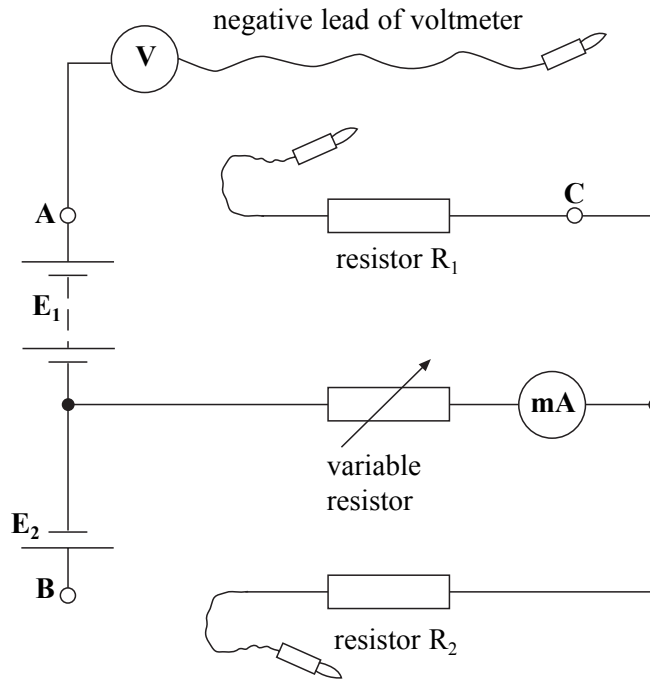 negative lead of voltmeter
V
A
C
resistor R₁
E₁
mA
variable
resistor
E₂
B
resistor R₂